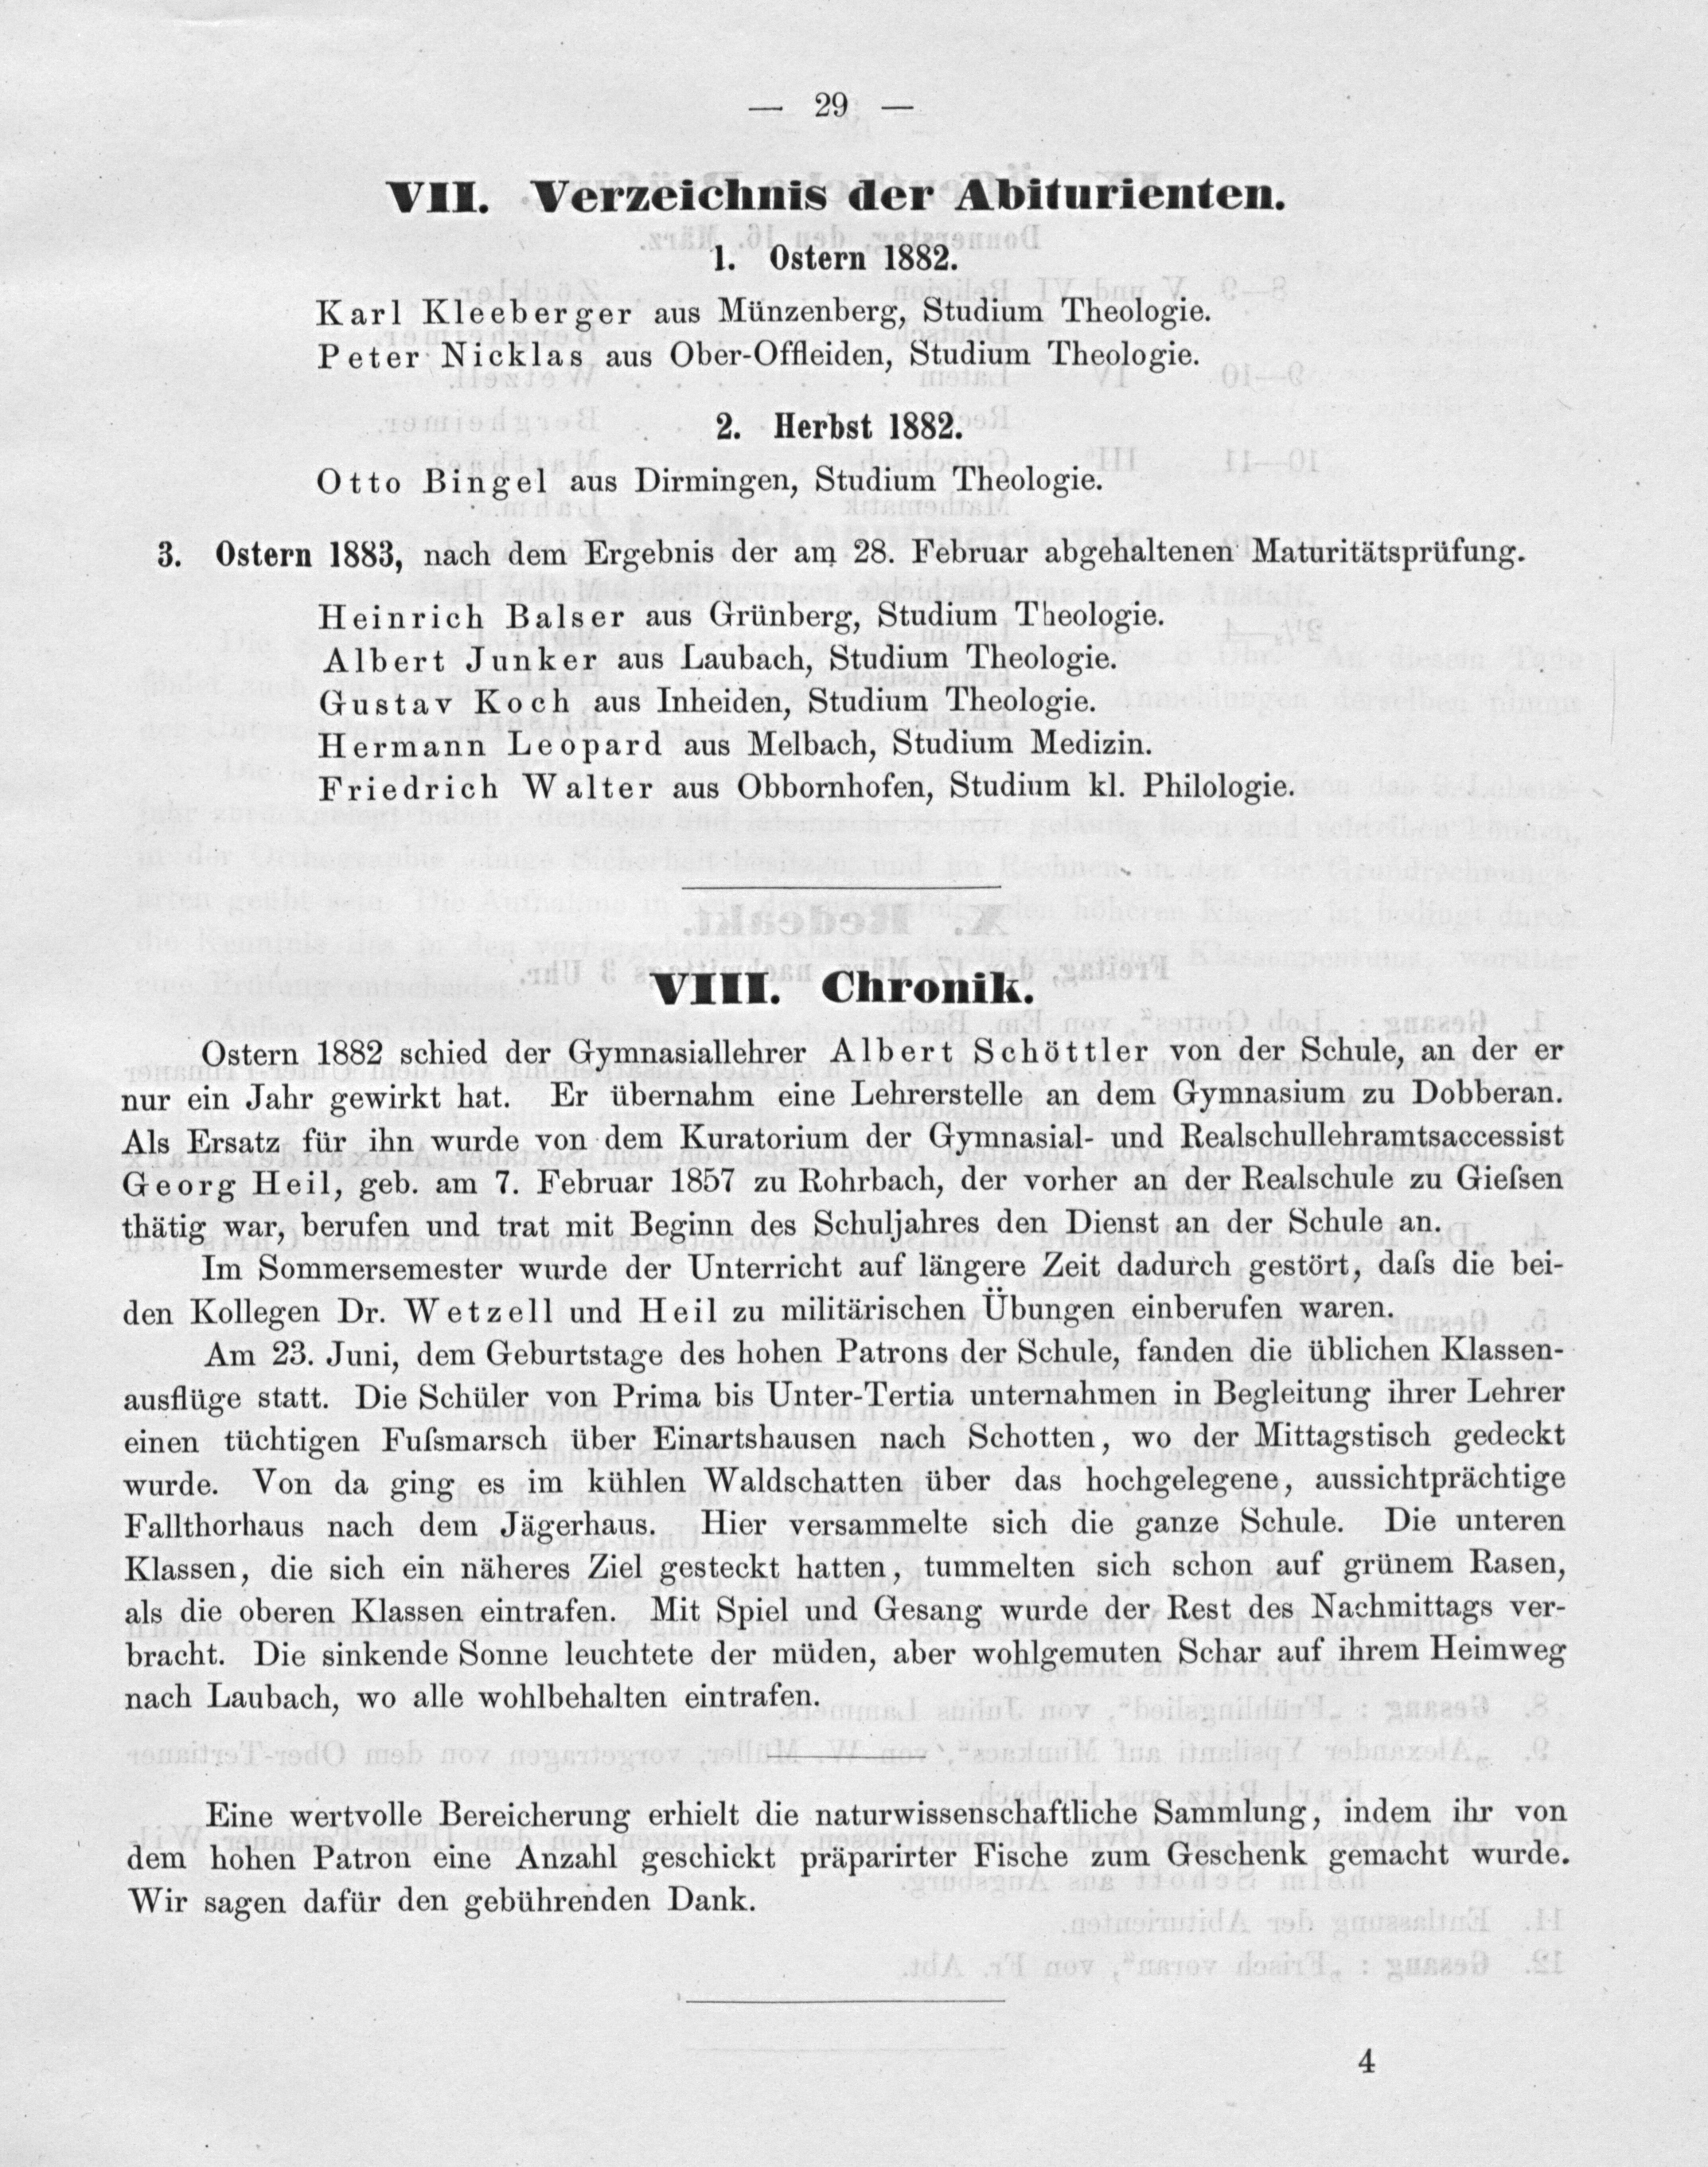 — 29 —
VII. Verzeichnis der Abiturienten.
1. Ostern 1882.
Karl Kleeberger aus Münzenberg, Studium Theologie.
Peter Nicklas aus Ober-Offleiden, Studium Theologie.
2. Herbst 1882.
Otto Bingel aus Dirmingen, Studium Theologie.
3. Ostern 1883, nach dem Ergebnis der am 28. Februar abgehaltenen Maturitätsprüfung.
Heinrich Balser aus Grünberg, Studium Theologie.
Albert Junker aus Laubach, Studium Theologie.
Gustav Koch aus Inheiden, Studium Theologie.
Hermann Leopard aus Melbach, Studium Medizin.
Friedrich Walter aus Obbornhofen, Studium kl. Philologie.
VIII. Chronik.
Ostern 1882 schied der Gymnasiallehrer Albert Schöttler von der Schule, an der er
nur ein Jahr gewirkt hat. Er übernahm eine Lehrerstelle an dem Gymnasium zu Dobberan.
Als Ersatz für ihn wurde von dem Kuratorium der Gymnasial- und Realschullehramtsaccessist
Georg Heil, geb. am 7. Februar 1857 zu Rohrbach, der vorher an der Realschule zu Gieſsen
thätig war, berufen und trat mit Beginn des Schuljahres den Dienst an der Schule an.
Im Sommersemester wurde der Unterricht auf längere Zeit dadurch gestört, daſs die bei-
den Kollegen Dr. Wetzell und Heil zu militärischen Übungen einberufen waren.
Am 23. Juni, dem Geburtstage des hohen Patrons der Schule, fanden die üblichen Klassen-
ausflüge statt. Die Schüler von Prima bis Unter-Tertia unternahmen in Begleitung ihrer Lehrer
einen tüchtigen Fuſsmarsch über Einartshausen nach Schotten, wo der Mittagstisch gedeckt
wurde. Von da ging es im kühlen Waldschatten über das hochgelegene, aussichtprächtige
Fallthorhaus nach dem Jägerhaus. Hier versammelte sich die ganze Schule. Die unteren
Klassen, die sich ein näheres Ziel gesteckt hatten, tummelten sich schon auf grünem Rasen,
als die oberen Klassen eintrafen. Mit Spiel und Gesang wurde der Rest des Nachmittags ver-
bracht. Die sinkende Sonne leuchtete der müden, aber wohlgemuten Schar auf ihrem Heimweg
nach Laubach, wo alle wohlbehalten eintrafen.
Eine wertvolle Bereicherung erhielt die naturwissenschaftliche Sammlung, indem ihr von
dem hohen Patron eine Anzahl geschickt präparirter Fische zum Geschenk gemacht wurde.
Wir sagen dafür den gebührenden Dank.
4